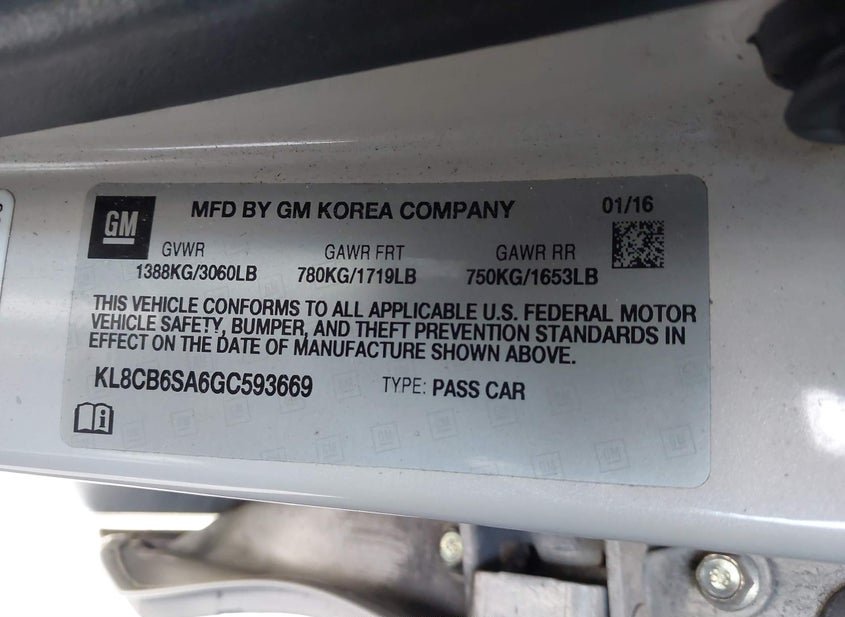 GM
MFD BY GM KOREA COMPANY
01/16
GVWR GAWR FRT GAWR RR
1388KG/3060LB 780KG/1719LB 750KG/1653LB
THIS VEHICLE CONFORMS TO ALL APPLICABLE U.S. FEDERAL MOTOR
VEHICLE SAFETY, BUMPER, AND THEFT PREVENTION STANDARDS IN
EFFECT ON THE DATE OF MANUFACTURE SHOWN ABOVE.
KL8CB6SA6GC593669 TYPE: PASS CAR